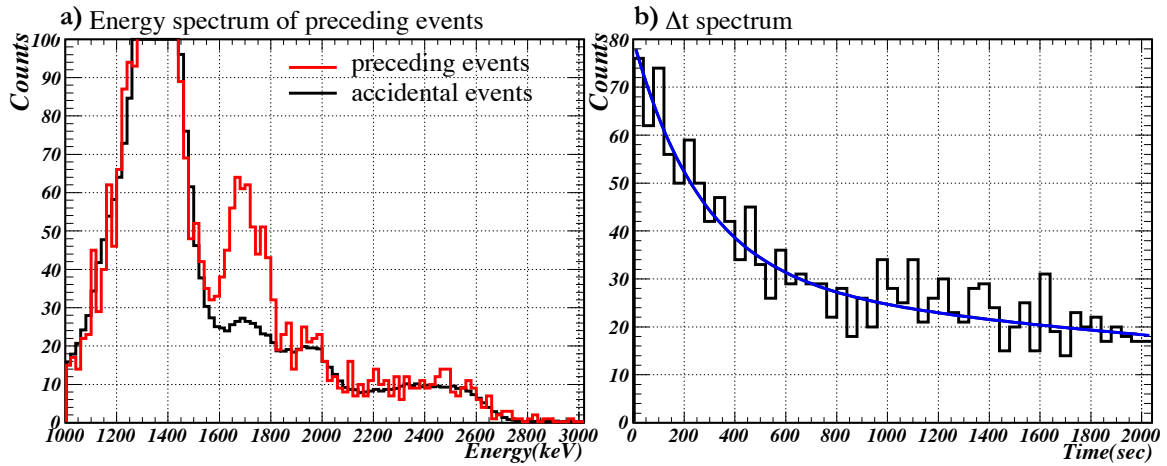 a) Energy spectrum of preceding events
Counts
100
90
80
70
60
50
40
30
20
10
0
preceding events
accidental events
1000 1200 1400 1600 1800 2000 2200 2400 2600 2800 3000
Energy(keV)
b) Δt spectrum
Counts
80
70
60
50
40
30
20
10
0
0 200 400 600 800 1000 1200 1400 1600 1800 2000
Time(sec)